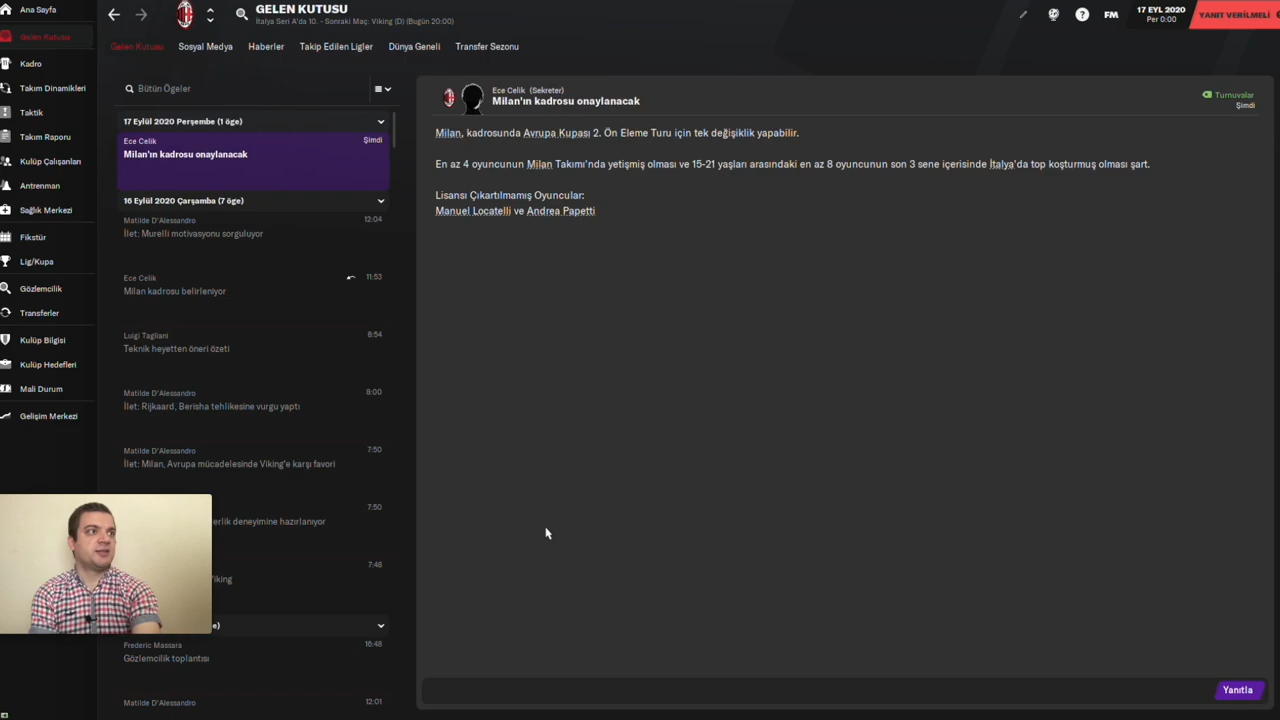 Ana Sayfa
Gelen Kutusu
Kadro
Takım Dinamikleri
Taktik
Takım Raporu
Kulüp Çalışanları
Antrenman
Sağlık Merkezi
Fikstür
Lig/Kupa
Gözlemcilik
Transferler
Kulüp Bilgisi
Kulüp Hedefleri
Mali Durum
Gelişim Merkezi
GELEN KUTUSU
İtalya Seri A'da 10. - Sonraki Maç: Viking (D) (Bugün 20:00)
FM
17 EYL 2020
Per 0:00
YANIT VERİLMELİ
Gelen Kutusu
Sosyal Medya
Haberler
Takip Edilen Ligler
Dünya Geneli
Transfer Sezonu
Bütün Ögeler
17 Eylül 2020 Perşembe (1 öge)
Ece Celik
Şimdi
Milan'ın kadrosu onaylanacak
16 Eylül 2020 Çarşamba (7 öge)
Matilde D'Alessandro
12:04
İlet: Murelli motivasyonu sorguluyor
Ece Celik
11:53
Milan kadrosu belirleniyor
Luigi Tagliani
8:54
Teknik heyetten öneri özeti
Matilde D'Alessandro
8:00
İlet: Rijkaard, Berisha tehlikesine vurgu yaptı
Matilde D'Alessandro
7:50
İlet: Milan, Avrupa mücadelesinde Viking'e karşı favori
7:50
erlik deneyimine hazırlanıyor
7:48
Viking
e)
Frederic Massara
16:48
Gözlemcilik toplantısı
Matilde D'Alessandro
12:01
Ece Celik (Sekreter)
Milan'ın kadrosu onaylanacak
Turnuvalar
Şimdi
Milan, kadrosunda Avrupa Kupası 2. Ön Eleme Turu için tek değişiklik yapabilir.
En az 4 oyuncunun Milan Takımı'nda yetişmiş olması ve 15-21 yaşları arasındaki en az 8 oyuncunun son 3 sene içerisinde İtalya'da top koşturmuş olması şart.
Lisansı Çıkartılmamış Oyuncular:
Manuel Locatelli ve Andrea Papetti
Yanıtla